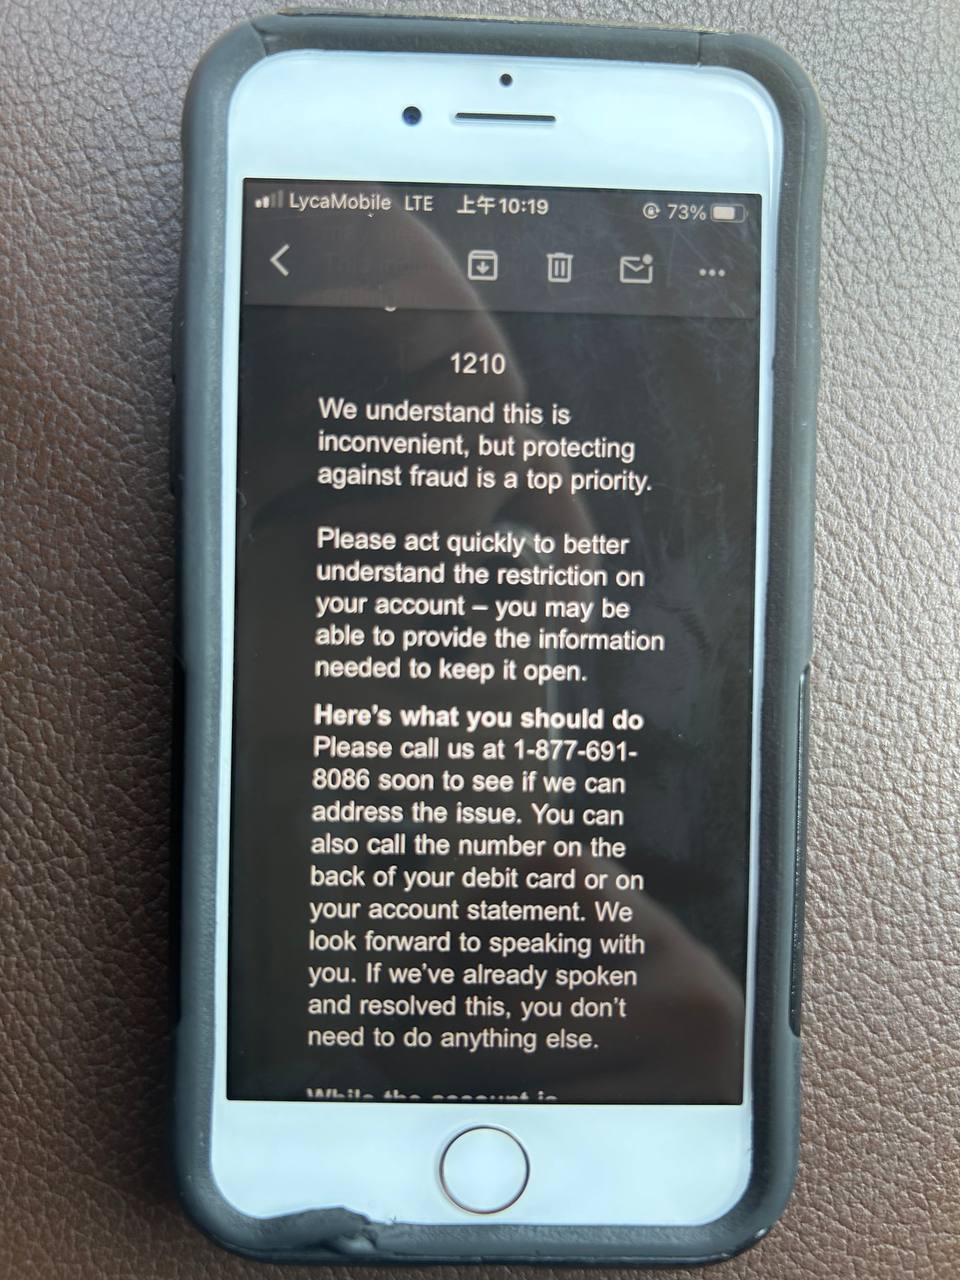 LycaMobile LTE 上午10:19 73%
1210
We understand this is
inconvenient, but protecting
against fraud is a top priority.
Please act quickly to better
understand the restriction on
your account – you may be
able to provide the information
needed to keep it open.
Here's what you should do
Please call us at 1-877-691-
8086 soon to see if we can
address the issue. You can
also call the number on the
back of your debit card or on
your account statement. We
look forward to speaking with
you. If we've already spoken
and resolved this, you don't
need to do anything else.
While the account is